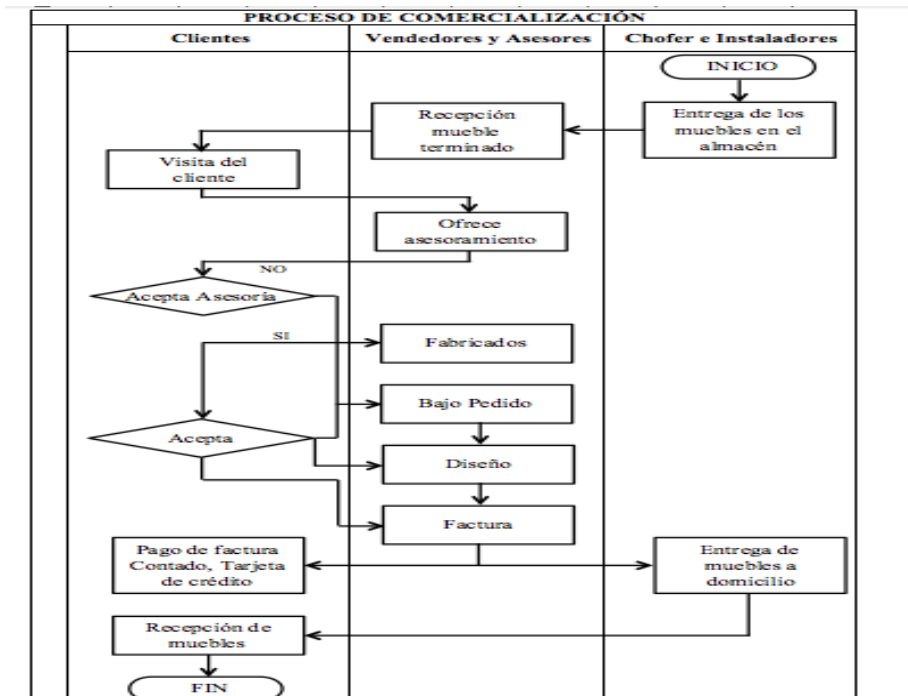 PROCESO DE COMERCIALIZACIÓN
Clientes
Vendedores y Asesores
Chofer e Instaladores
INICIO
Entrega de los
muebles en el
almacén
Recepción
mueble
terminado
Visita del
cliente
Ofrece
asesoramiento
NO
Acepta Asesoría
SI
Fabricados
Bajo Pedido
Acepta
Diseño
Factura
Pago de factura
Contado, Tarjeta
de crédito
Entrega de
muebles a
domicilio
Recepción de
muebles
FIN